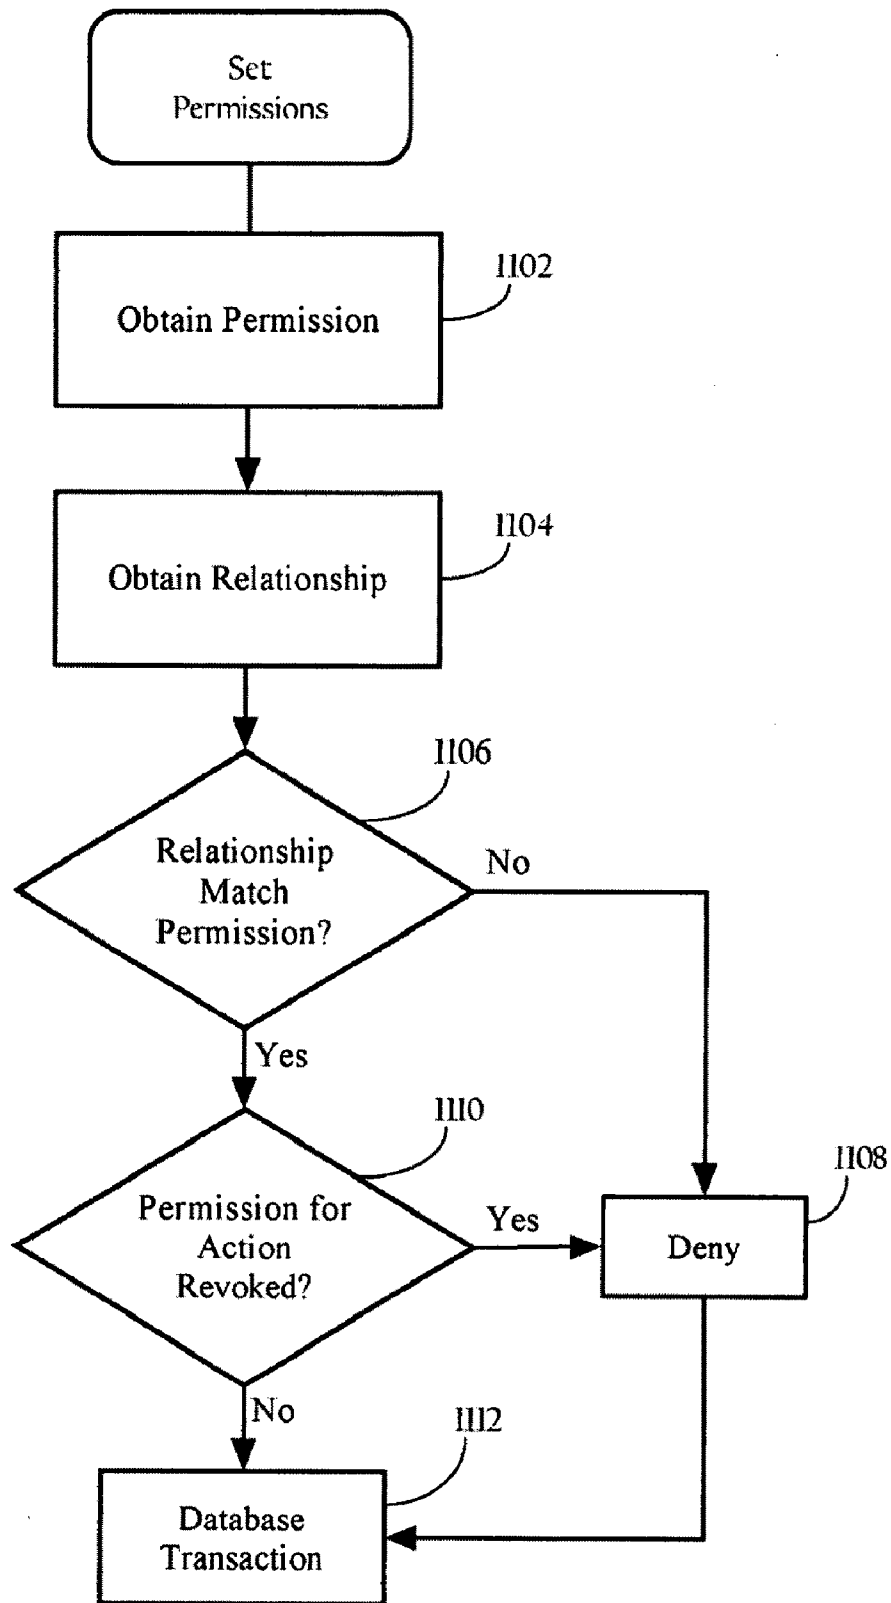 Set
Permissions
1102
Obtain Permission
1104
Obtain Relationship
1106
Relationship
Match
Permission?
No
Yes
1110
Permission for
Action
Revoked?
Yes
1108
Deny
No
1112
Database
Transaction